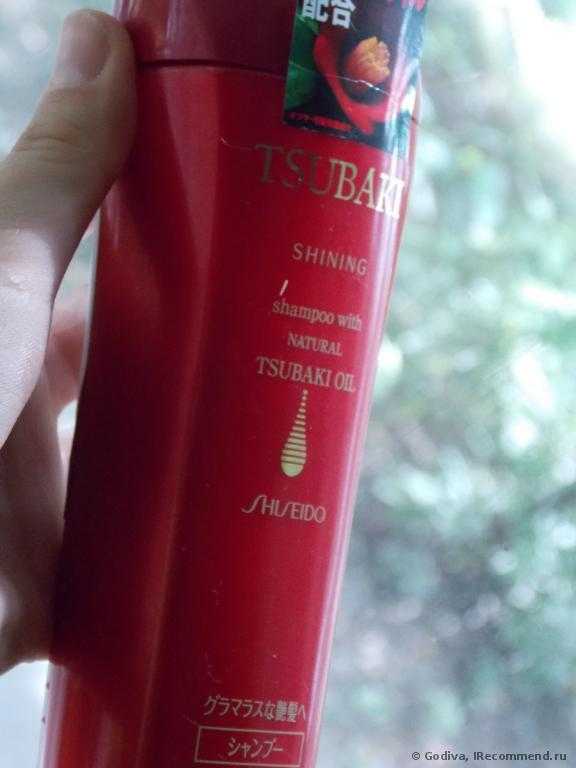 配合
TSUBAKI
SHINING
shampoo with
NATURAL
TSUBAKI OIL
SHISEIDO
グラマラスな艶髪へ
シャンプー
© Godiva, IRecommend.ru